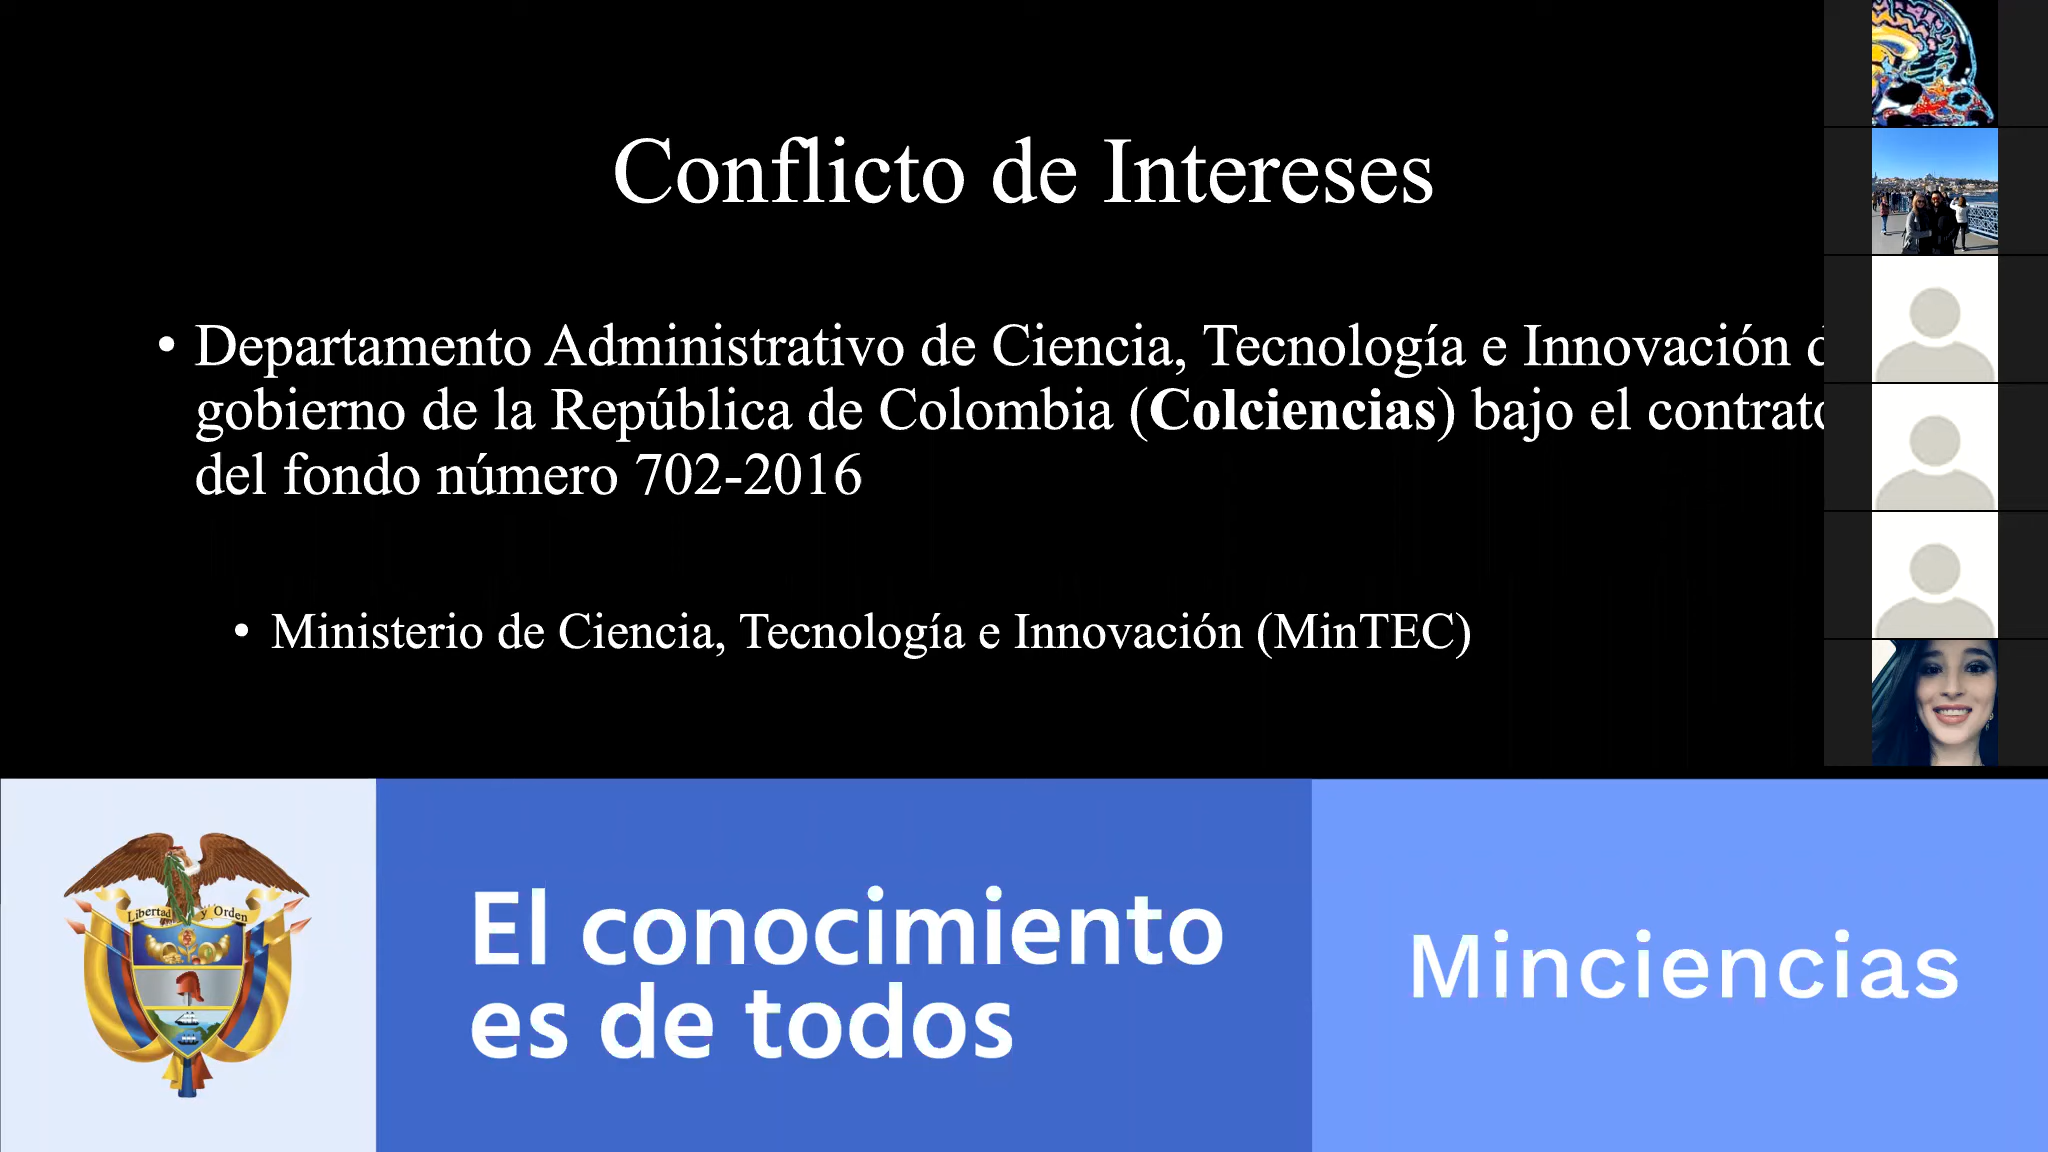 Conflicto de Intereses
• Departamento Administrativo de Ciencia, Tecnología e Innovación
gobierno de la República de Colombia (Colciencias) bajo el contrato
del fondo número 702-2016
• Ministerio de Ciencia, Tecnología e Innovación (MinTEC)
Libertad y Orden
El conocimiento
es de todos
Minciencias